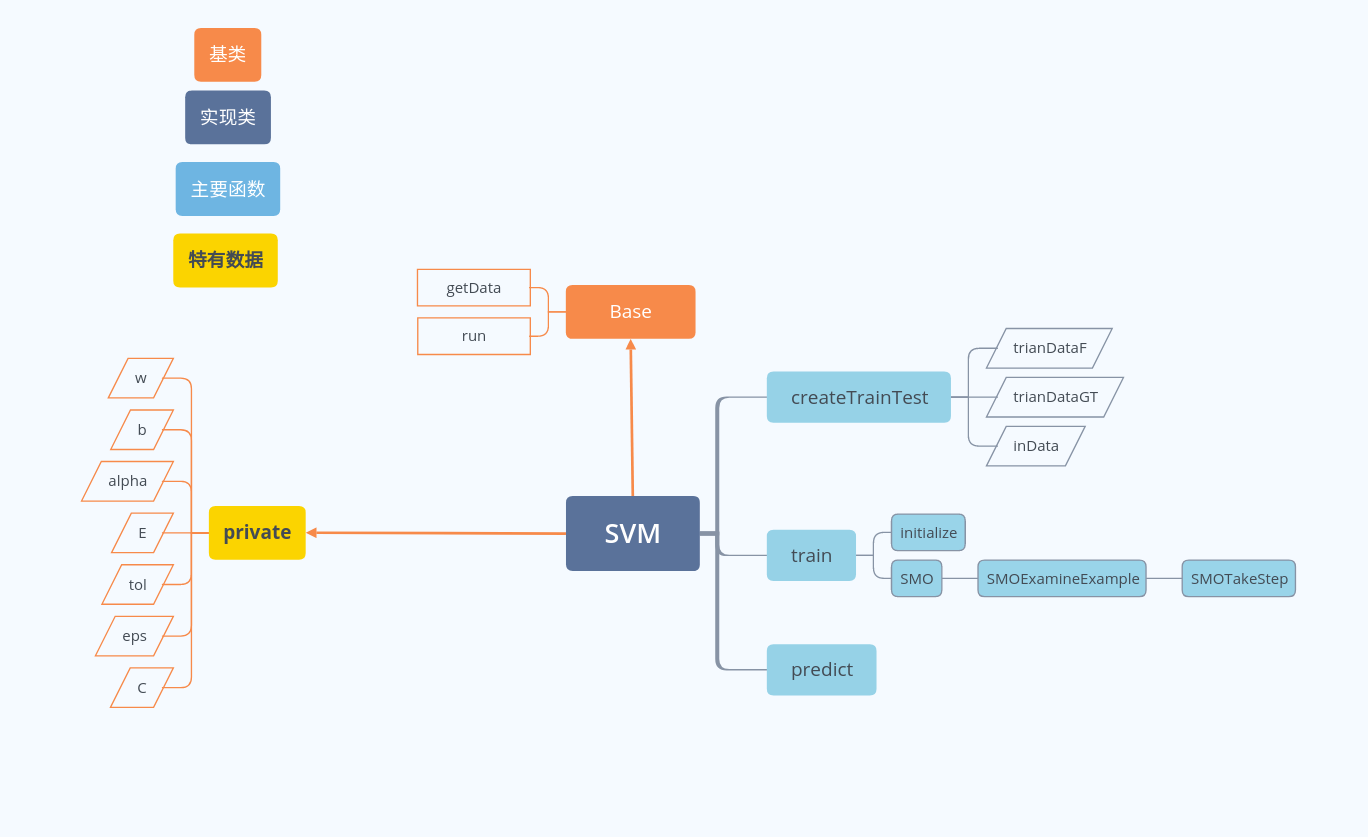 基类
实现类
主要函数
特有数据
getData
run
Base
w
b
alpha
E
tol
eps
C
private
SVM
createTrainTest
trianDataF
trianDataGT
inData
train
initialize
SMO
SMOExamineExample
SMOTakeStep
predict